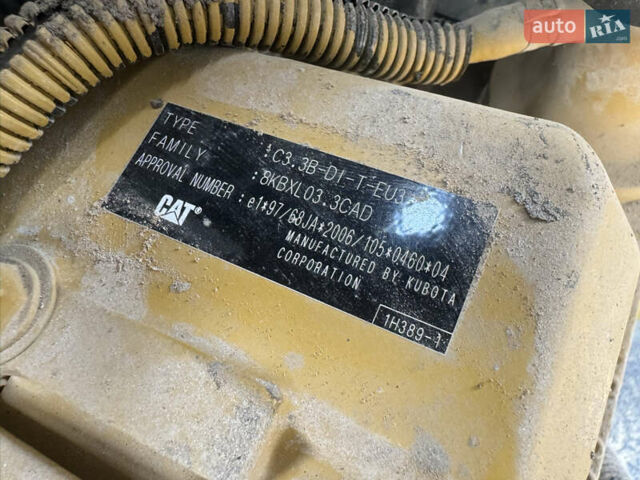 TYPE : C3.3B-DI-T-EU3
FAMILY : 8KBXL03.3CAD
APPROVAL NUMBER : e1*97/68JA*2006/105*0460*04
CAT®
MANUFACTURED BY KUBOTA
CORPORATION
1H389-1
auto RIA
.com